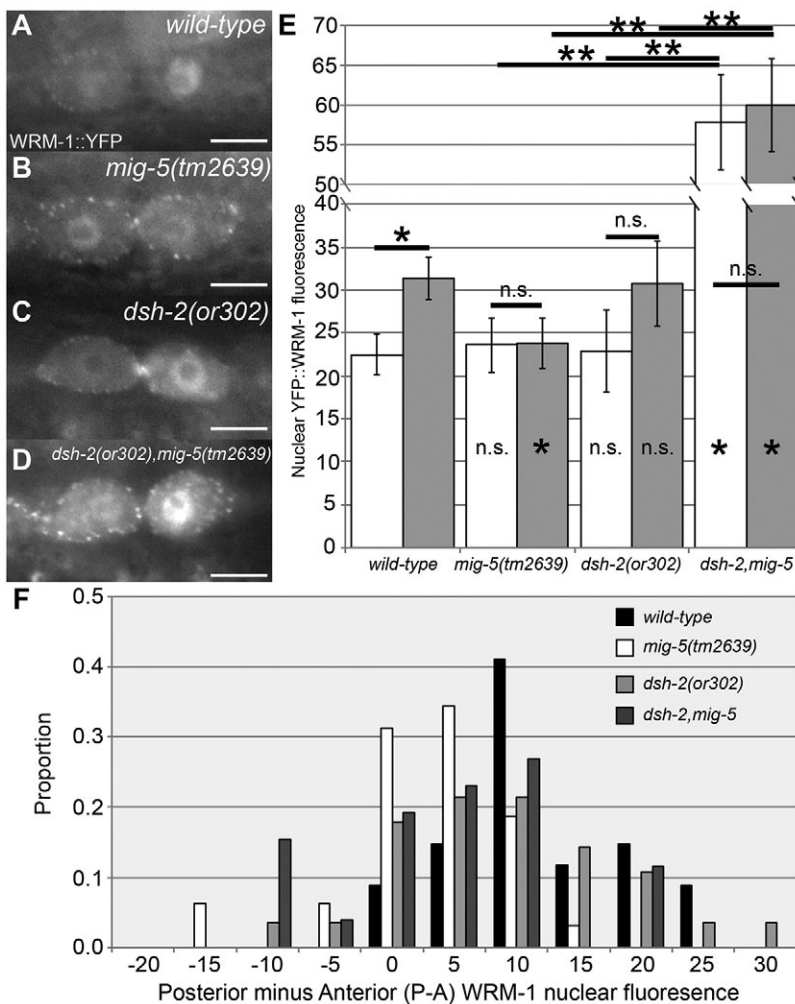 A
wild-type
WRM-1::YFP
B
mig-5(tm2639)
C
dsh-2(or302)
D
dsh-2(or302),mig-5(tm2639)
E
Nuclear YFP::WRM-1 fluorescence
70
65
60
55
50
40
35
30
25
20
15
10
5
0
**
**
**
**
*
n.s.
n.s.
n.s.
n.s.
*
n.s.
n.s.
*
*
wild-type
mig-5(tm2639)
dsh-2(or302)
dsh-2,mig-5
F
Proportion
0.5
0.4
0.3
0.2
0.1
0.0
wild-type
mig-5(tm2639)
dsh-2(or302)
dsh-2,mig-5
-20 -15 -10 -5 0 5 10 15 20 25 30
Posterior minus Anterior (P-A) WRM-1 nuclear fluoresence